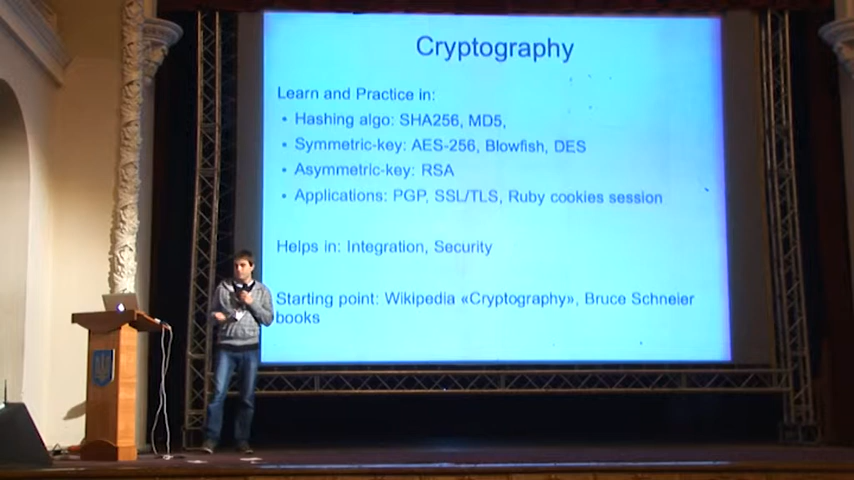 Cryptography
Learn and Practice in:
• Hashing algo: SHA256, MD5,
• Symmetric-key: AES-256, Blowfish, DES
• Asymmetric-key: RSA
• Applications: PGP, SSL/TLS, Ruby cookies session
Helps in: Integration, Security
Starting point: Wikipedia «Cryptography», Bruce Schneier
books